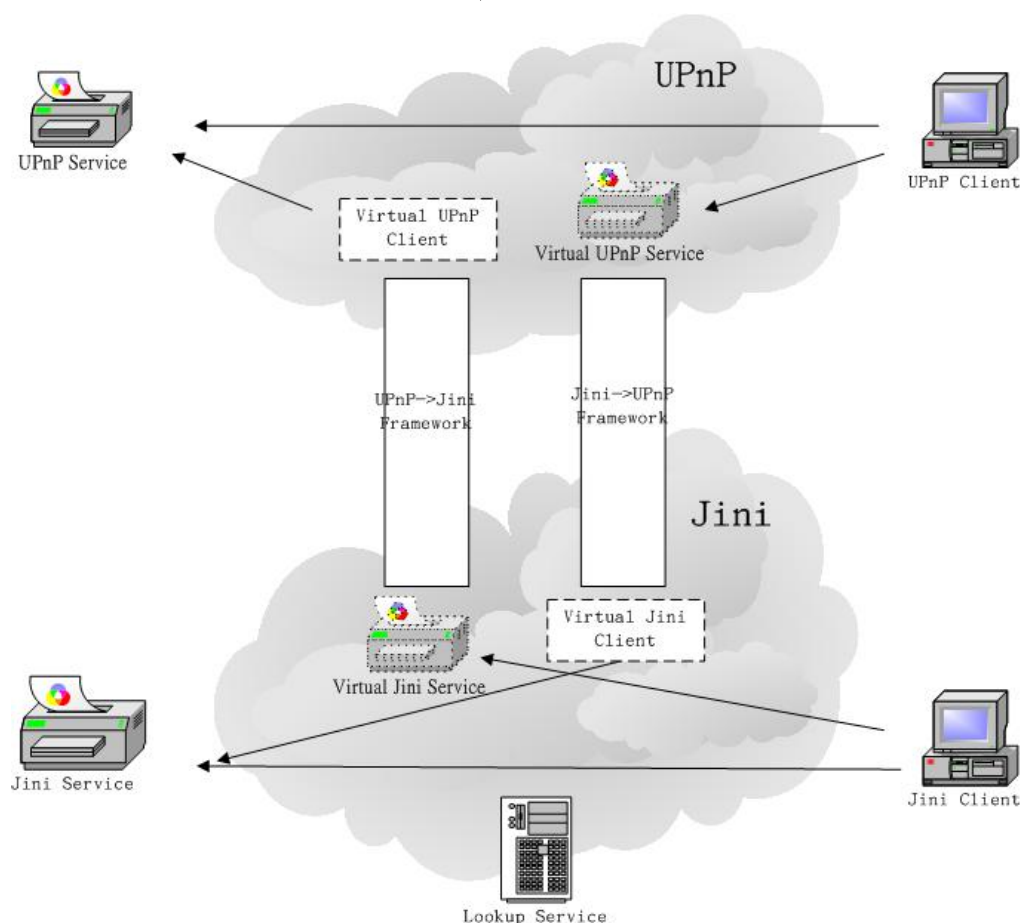 UPnP
UPnP Service
UPnP Client
Virtual UPnP
Client
Virtual UPnP Service
UPnP->Jini
Framework
Jini->UPnP
Framework
Jini
Virtual Jini
Client
Virtual Jini Service
Jini Service
Jini Client
Lookup Service